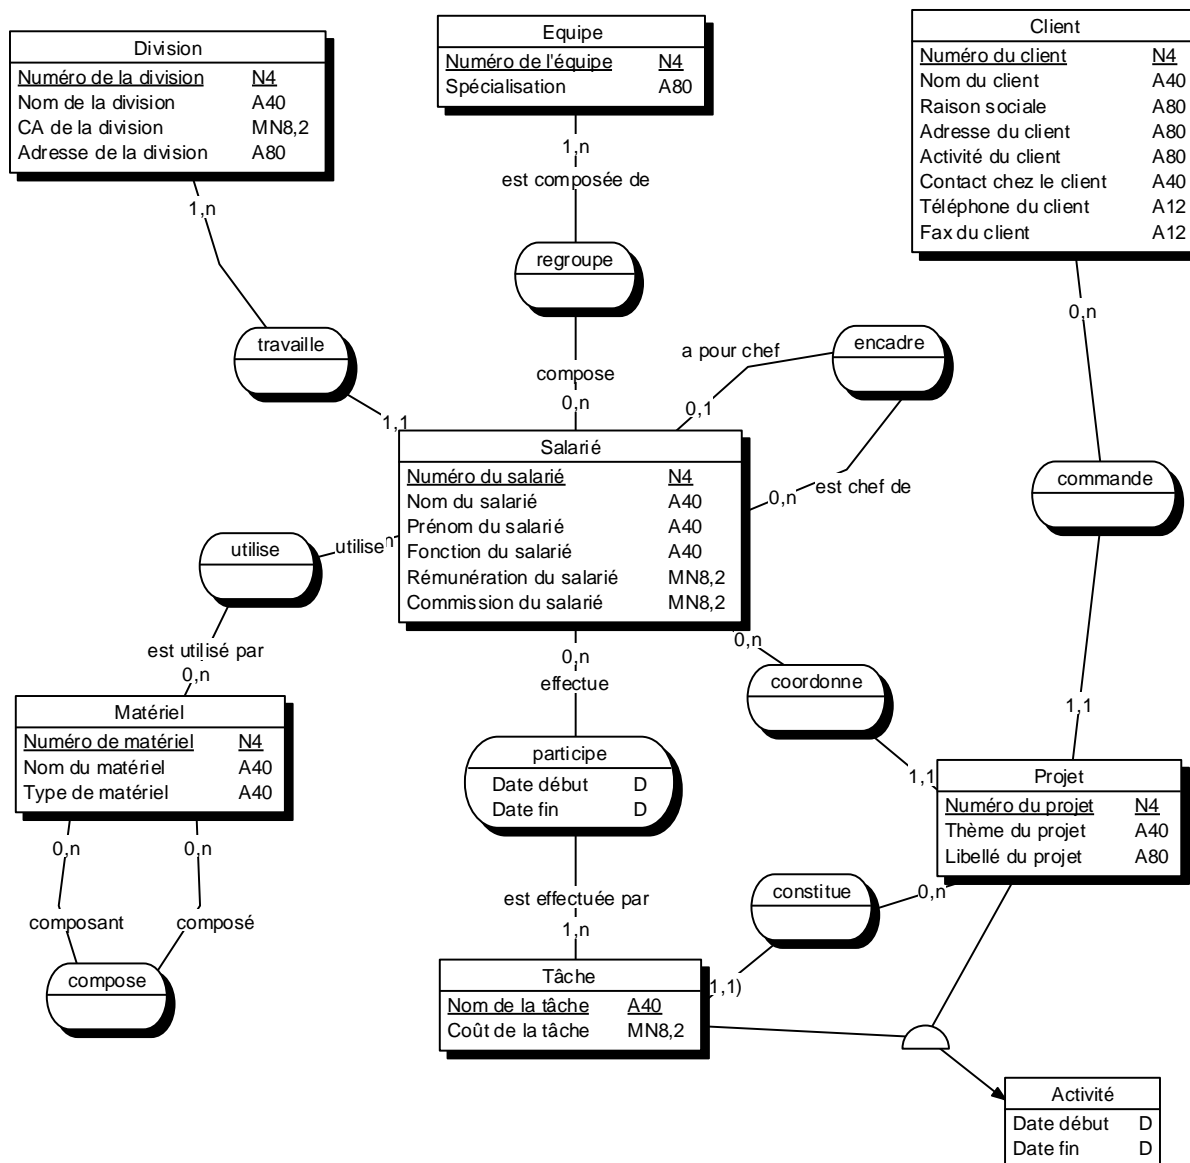 Division
Numéro de la division N4
Nom de la division A40
CA de la division MN8,2
Adresse de la division A80
Equipe
Numéro de l'équipe N4
Spécialisation A80
Client
Numéro du client N4
Nom du client A40
Raison sociale A80
Adresse du client A80
Activité du client A80
Contact chez le client A40
Téléphone du client A12
Fax du client A12
1,n
est composée de
1,n
regroupe
0,n
travaille
compose
0,n
a pour chef
encadre
0,1
1,1
Salarié
Numéro du salarié N4
Nom du salarié A40
Prénom du salarié A40
Fonction du salarié A40
Rémunération du salarié MN8,2
Commission du salarié MN8,2
0,n
est chef de
commande
utilise
utilise
n
est utilisé par
0,n
0,n
effectue
0,n
coordonne
1,1
1,1
Matériel
Numéro de matériel N4
Nom du matériel A40
Type de matériel A40
participe
Date début D
Date fin D
Projet
Numéro du projet N4
Thème du projet A40
Libellé du projet A80
0,n
0,n
composant
composé
compose
est effectuée par
1,n
constitue
0,n
1,1)
Tâche
Nom de la tâche A40
Coût de la tâche MN8,2
Activité
Date début D
Date fin D